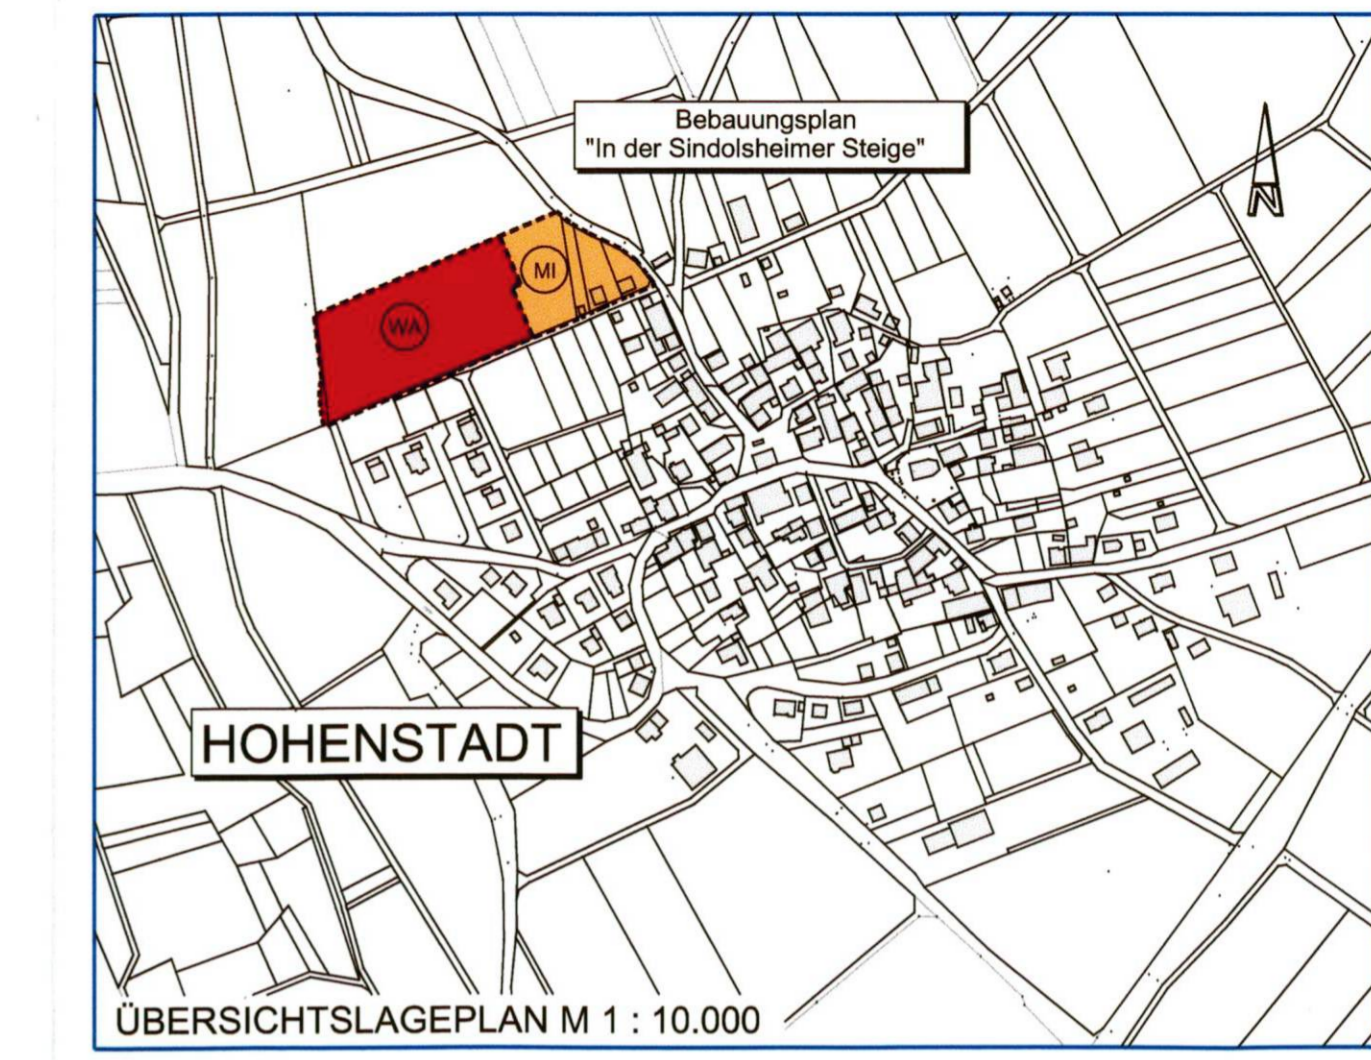 Bebauungsplan
"In der Sindolsheimer Steige"
N
MI
WA
HOHENSTADT
ÜBERSICHTSLAGEPLAN M 1 : 10.000